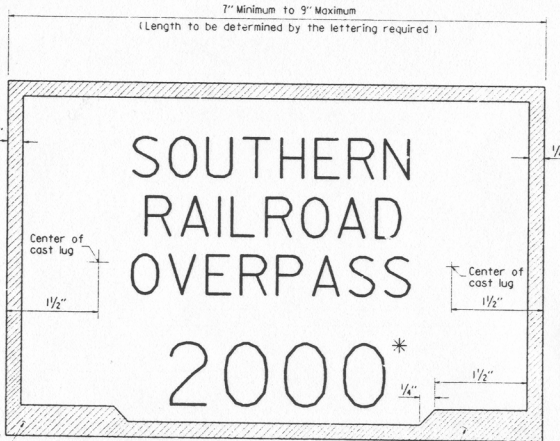 7" Minimum to 9" Maximum
(Length to be determined by the lettering required)
SOUTHERN
RAILROAD
OVERPASS
2000*
Center of
cast lug
1½"
Center of
cast lug
1½"
1½"
¼"